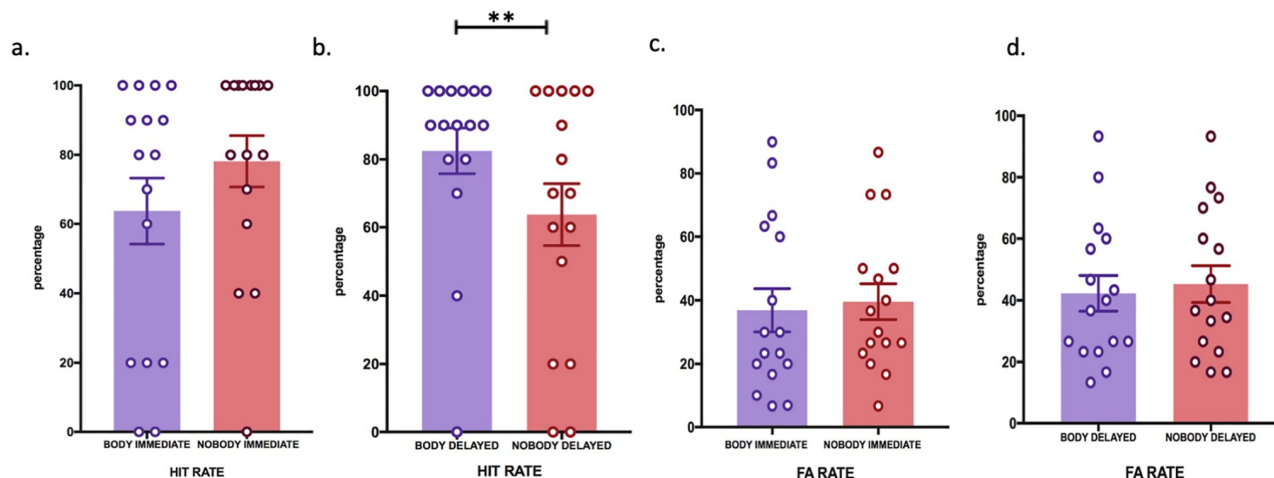 a.
b.
**
c.
d.
percentage
100
80
60
40
20
0
BODY IMMEDIATE
NOBODY IMMEDIATE
HIT RATE
percentage
100
80
60
40
20
0
BODY DELAYED
NOBODY DELAYED
HIT RATE
percentage
100
80
60
40
20
0
BODY IMMEDIATE
NOBODY IMMEDIATE
FA RATE
percentage
100
80
60
40
20
0
BODY DELAYED
NOBODY DELAYED
FA RATE